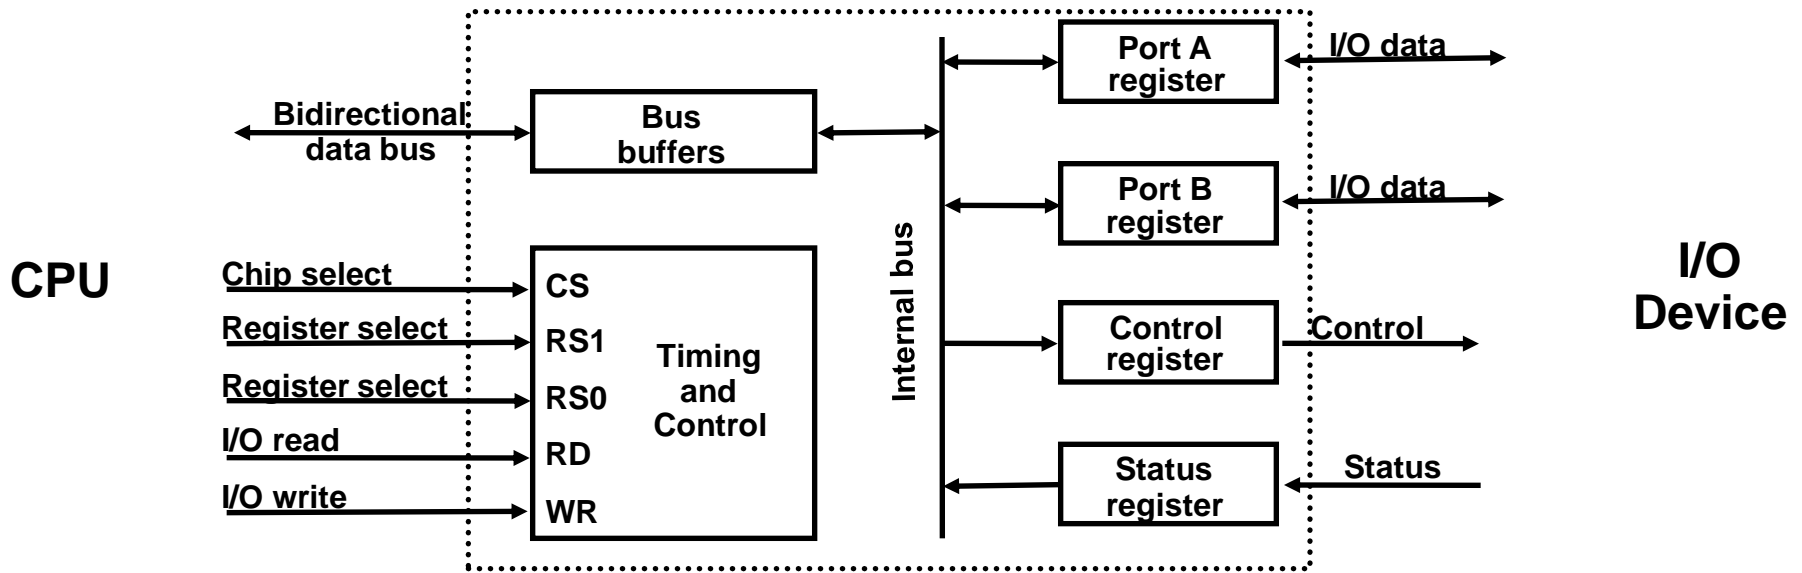 CPU
Bidirectional
data bus
Chip select
Register select
Register select
I/O read
I/O write
Bus
buffers
CS
RS1
RS0
RD
WR
Timing
and
Control
Internal bus
Port A
register
Port B
register
Control
register
Status
register
I/O data
I/O data
Control
Status
I/O
Device